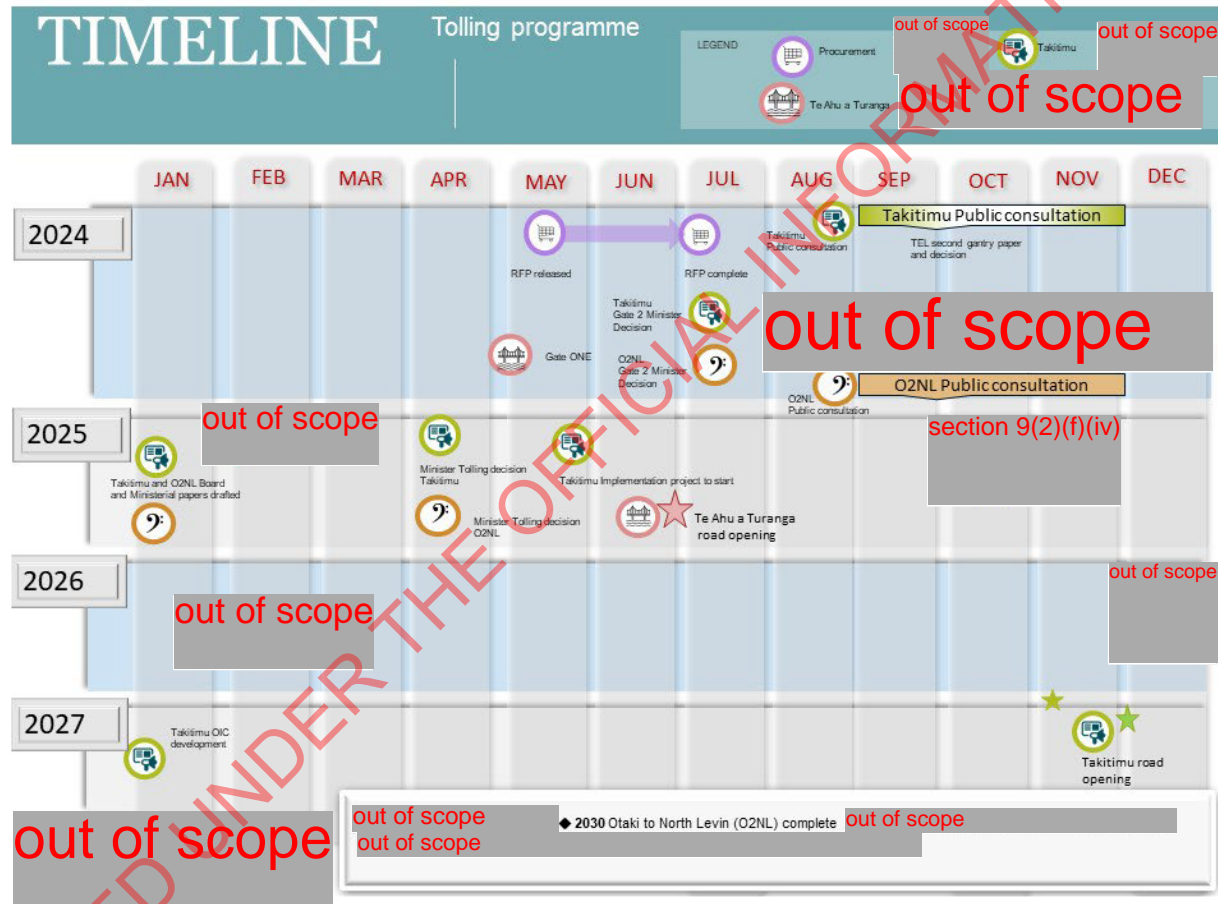 TIMELINE
Tolling programme
LEGEND
Procurement
out of scope
Takitimu
out of scope
Te Ahu a Turanga
out of scope
JAN FEB MAR APR MAY JUN JUL AUG SEP OCT NOV DEC
2024
RFP released
RFP complete
Takitimu
Public consultation
Takitimu Public consultation
TEL second gantry paper
and decision
Gate ONE
Takitimu
Gate 2 Minister
Decision
O2NL
Gate 2 Minister
Decision
out of scope
O2NL
Public consultation
O2NL Public consultation
2025
out of scope
section 9(2)(f)(iv)
Takitimu and O2NL Board
and Ministerial papers drafted
Minister Tolling decision
Takitimu
Takitimu Implementation project to start
Minister Tolling decision
O2NL
Te Ahu a Turanga
road opening
2026
out of scope
out of scope
2027
Takitimu OIC
development
Takitimu road
opening
out of scope
out of scope
◆ 2030 Otaki to North Levin (O2NL) complete
out of scope
out of scope
ED UNDER THE OFFICIAL INFORMATI